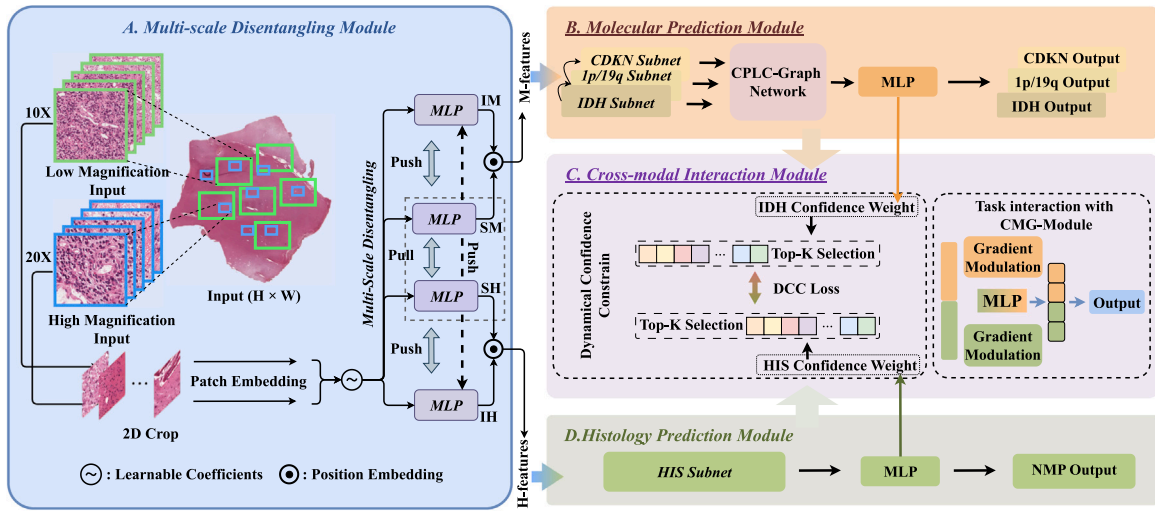 A. Multi-scale Disentangling Module
10X
Low Magnification
Input
20X
High Magnification
Input
Input (H × W)
2D Crop
Patch Embedding
Multi-Scale Disentangling
MLP
IM
Push
MLP
SM
Pull
Push
MLP
SH
Push
MLP
IH
~
: Learnable Coefficients
: Position Embedding
M-features
H-features
B. Molecular Prediction Module
CDKN Subnet
1p/19q Subnet
IDH Subnet
CPLC-Graph
Network
MLP
CDKN Output
1p/19q Output
IDH Output
C. Cross-modal Interaction Module
Dynamical Confidence
Constrain
IDH Confidence Weight
... Top-K Selection
DCC Loss
Top-K Selection ...
HIS Confidence Weight
Task interaction with
CMG-Module
Gradient
Modulation
MLP
Output
Gradient
Modulation
D.Histology Prediction Module
HIS Subnet
MLP
NMP Output